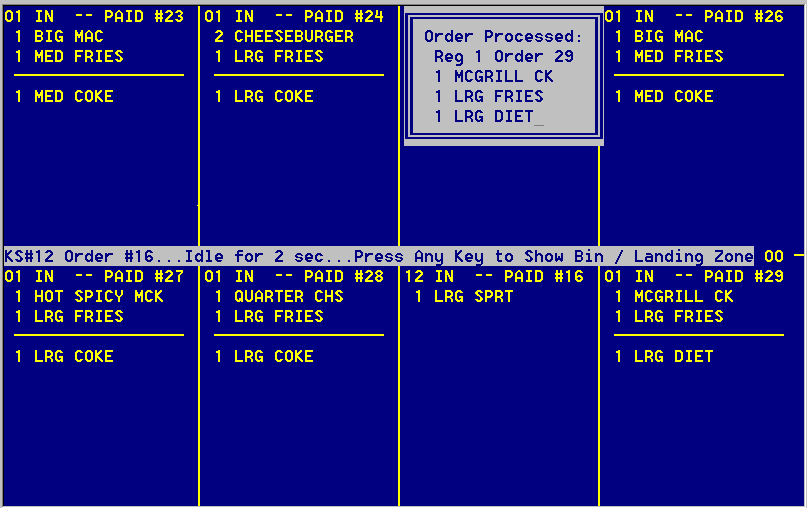 01 IN  -- PAID #23
1 BIG MAC
1 MED FRIES
1 MED COKE
01 IN  -- PAID #24
2 CHEESEBURGER
1 LRG FRIES
1 LRG COKE
Order Processed:
Reg 1 Order 29
1 MCGRILL CK
1 LRG FRIES
1 LRG DIET_
01 IN  -- PAID #26
1 BIG MAC
1 MED FRIES
1 MED COKE
KS#12 Order #16...Idle for 2 sec...Press Any Key to Show Bin / Landing Zone 00 —
01 IN  -- PAID #27
1 HOT SPICY MCK
1 LRG FRIES
1 LRG COKE
01 IN  -- PAID #28
1 QUARTER CHS
1 LRG FRIES
1 LRG COKE
12 IN  -- PAID #16
1 LRG SPRT
01 IN  -- PAID #29
1 MCGRILL CK
1 LRG FRIES
1 LRG DIET